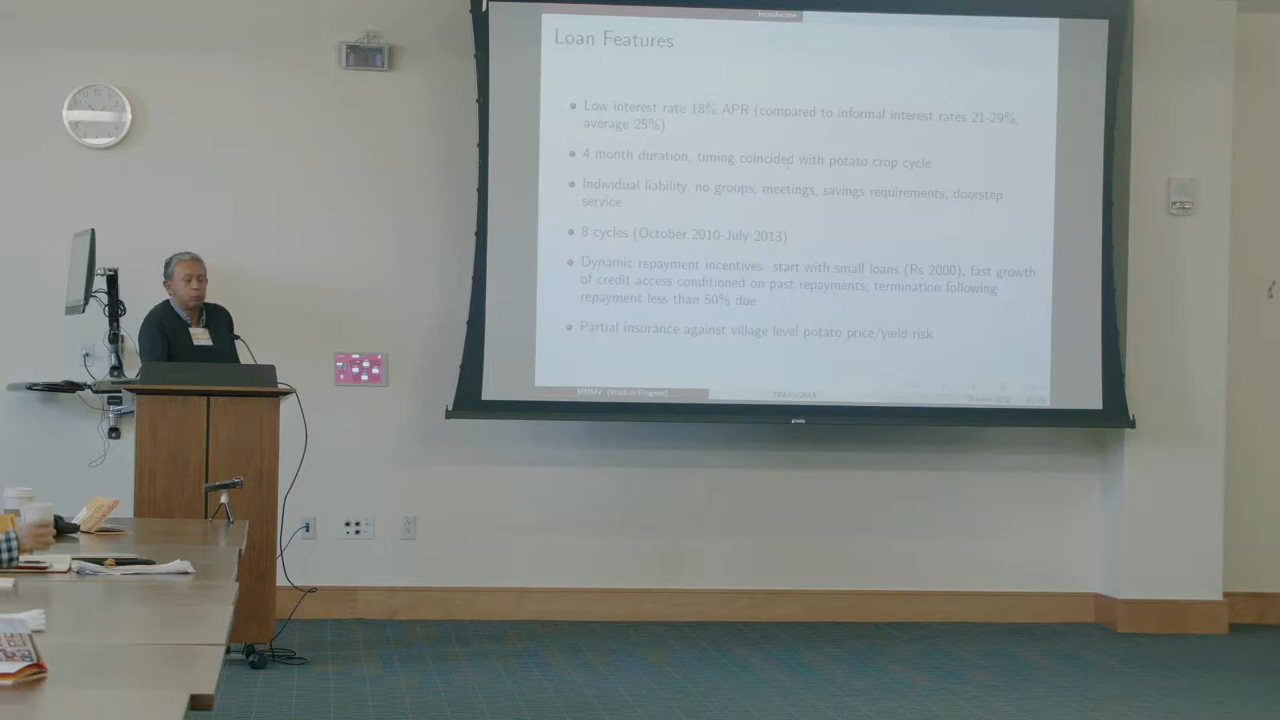 Introduction
Loan Features
Low interest rate 18% APR (compared to informal interest rates 21-29%,
average 25%)
4 month duration, timing coincided with potato crop cycle
Individual liability, no groups, meetings, savings requirements; doorstep
service
8 cycles (October 2010-July 2013)
Dynamic repayment incentives: start with small loans (Rs 2000), fast growth
of credit access conditioned on past repayments; termination following
repayment less than 50% due
Partial insurance against village level potato price/yield risk
MMMV (Work in Progress)